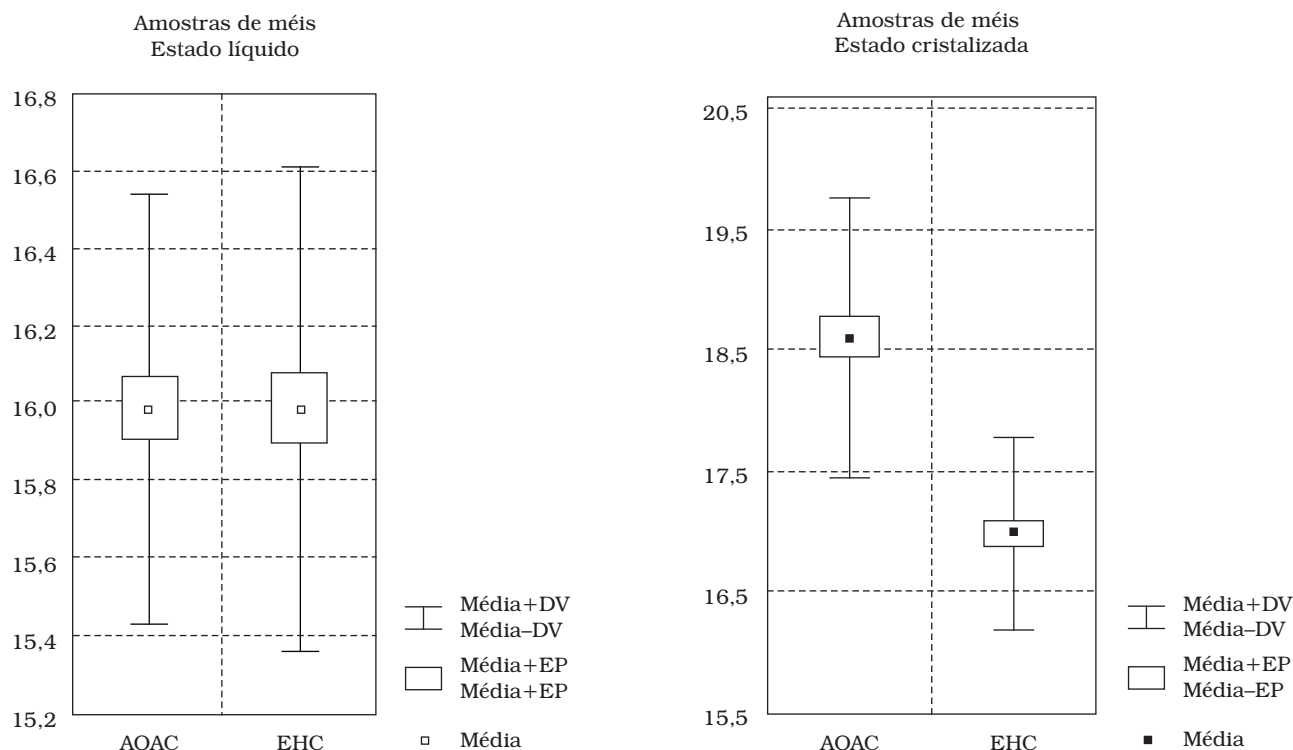 Amostras de méis
Estado líquido
16,8
16,6
16,4
16,2
16,0
15,8
15,6
15,4
15,2
AOAC
EHC
Média+DV
Média–DV
Média+EP
Média+EP
Média
Amostras de méis
Estado cristalizada
20,5
19,5
18,5
17,5
16,5
15,5
AOAC
EHC
Média+DV
Média–DV
Média+EP
Média–EP
Média